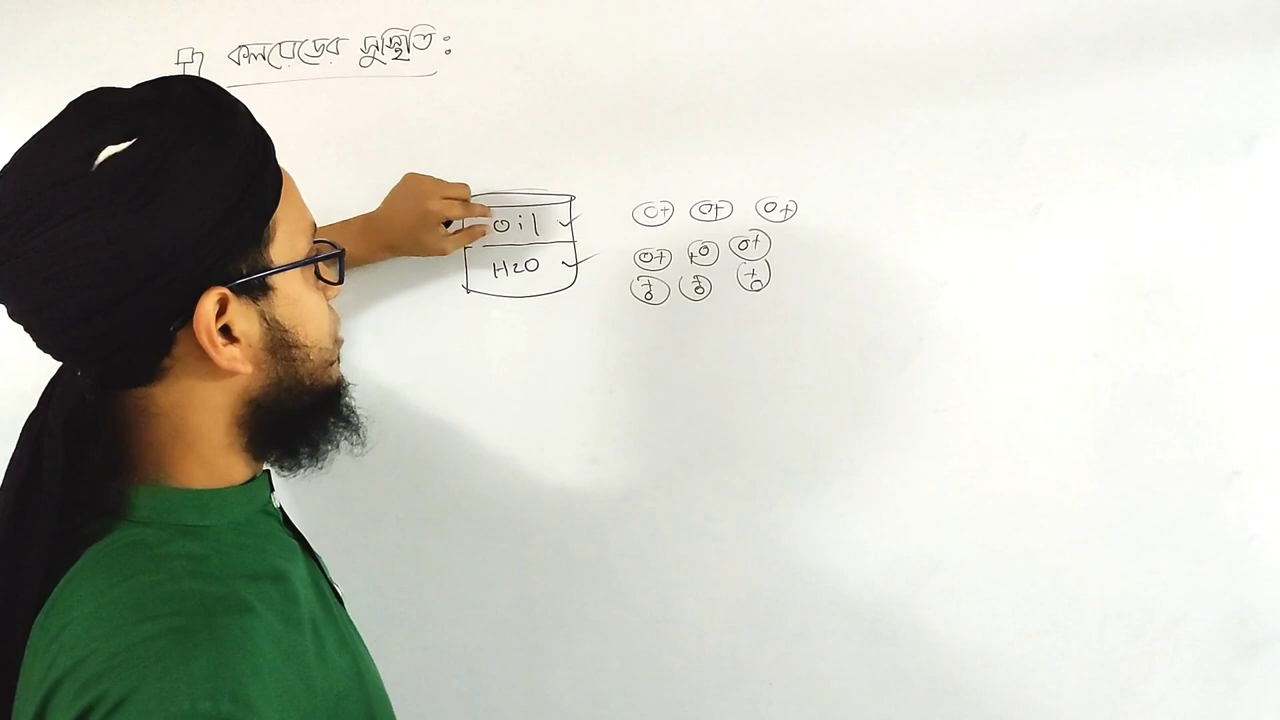 কলয়েডের সুস্থিতি:
Oil
H2O
O+ O+ O+
O+ +O O+
+O +O +O